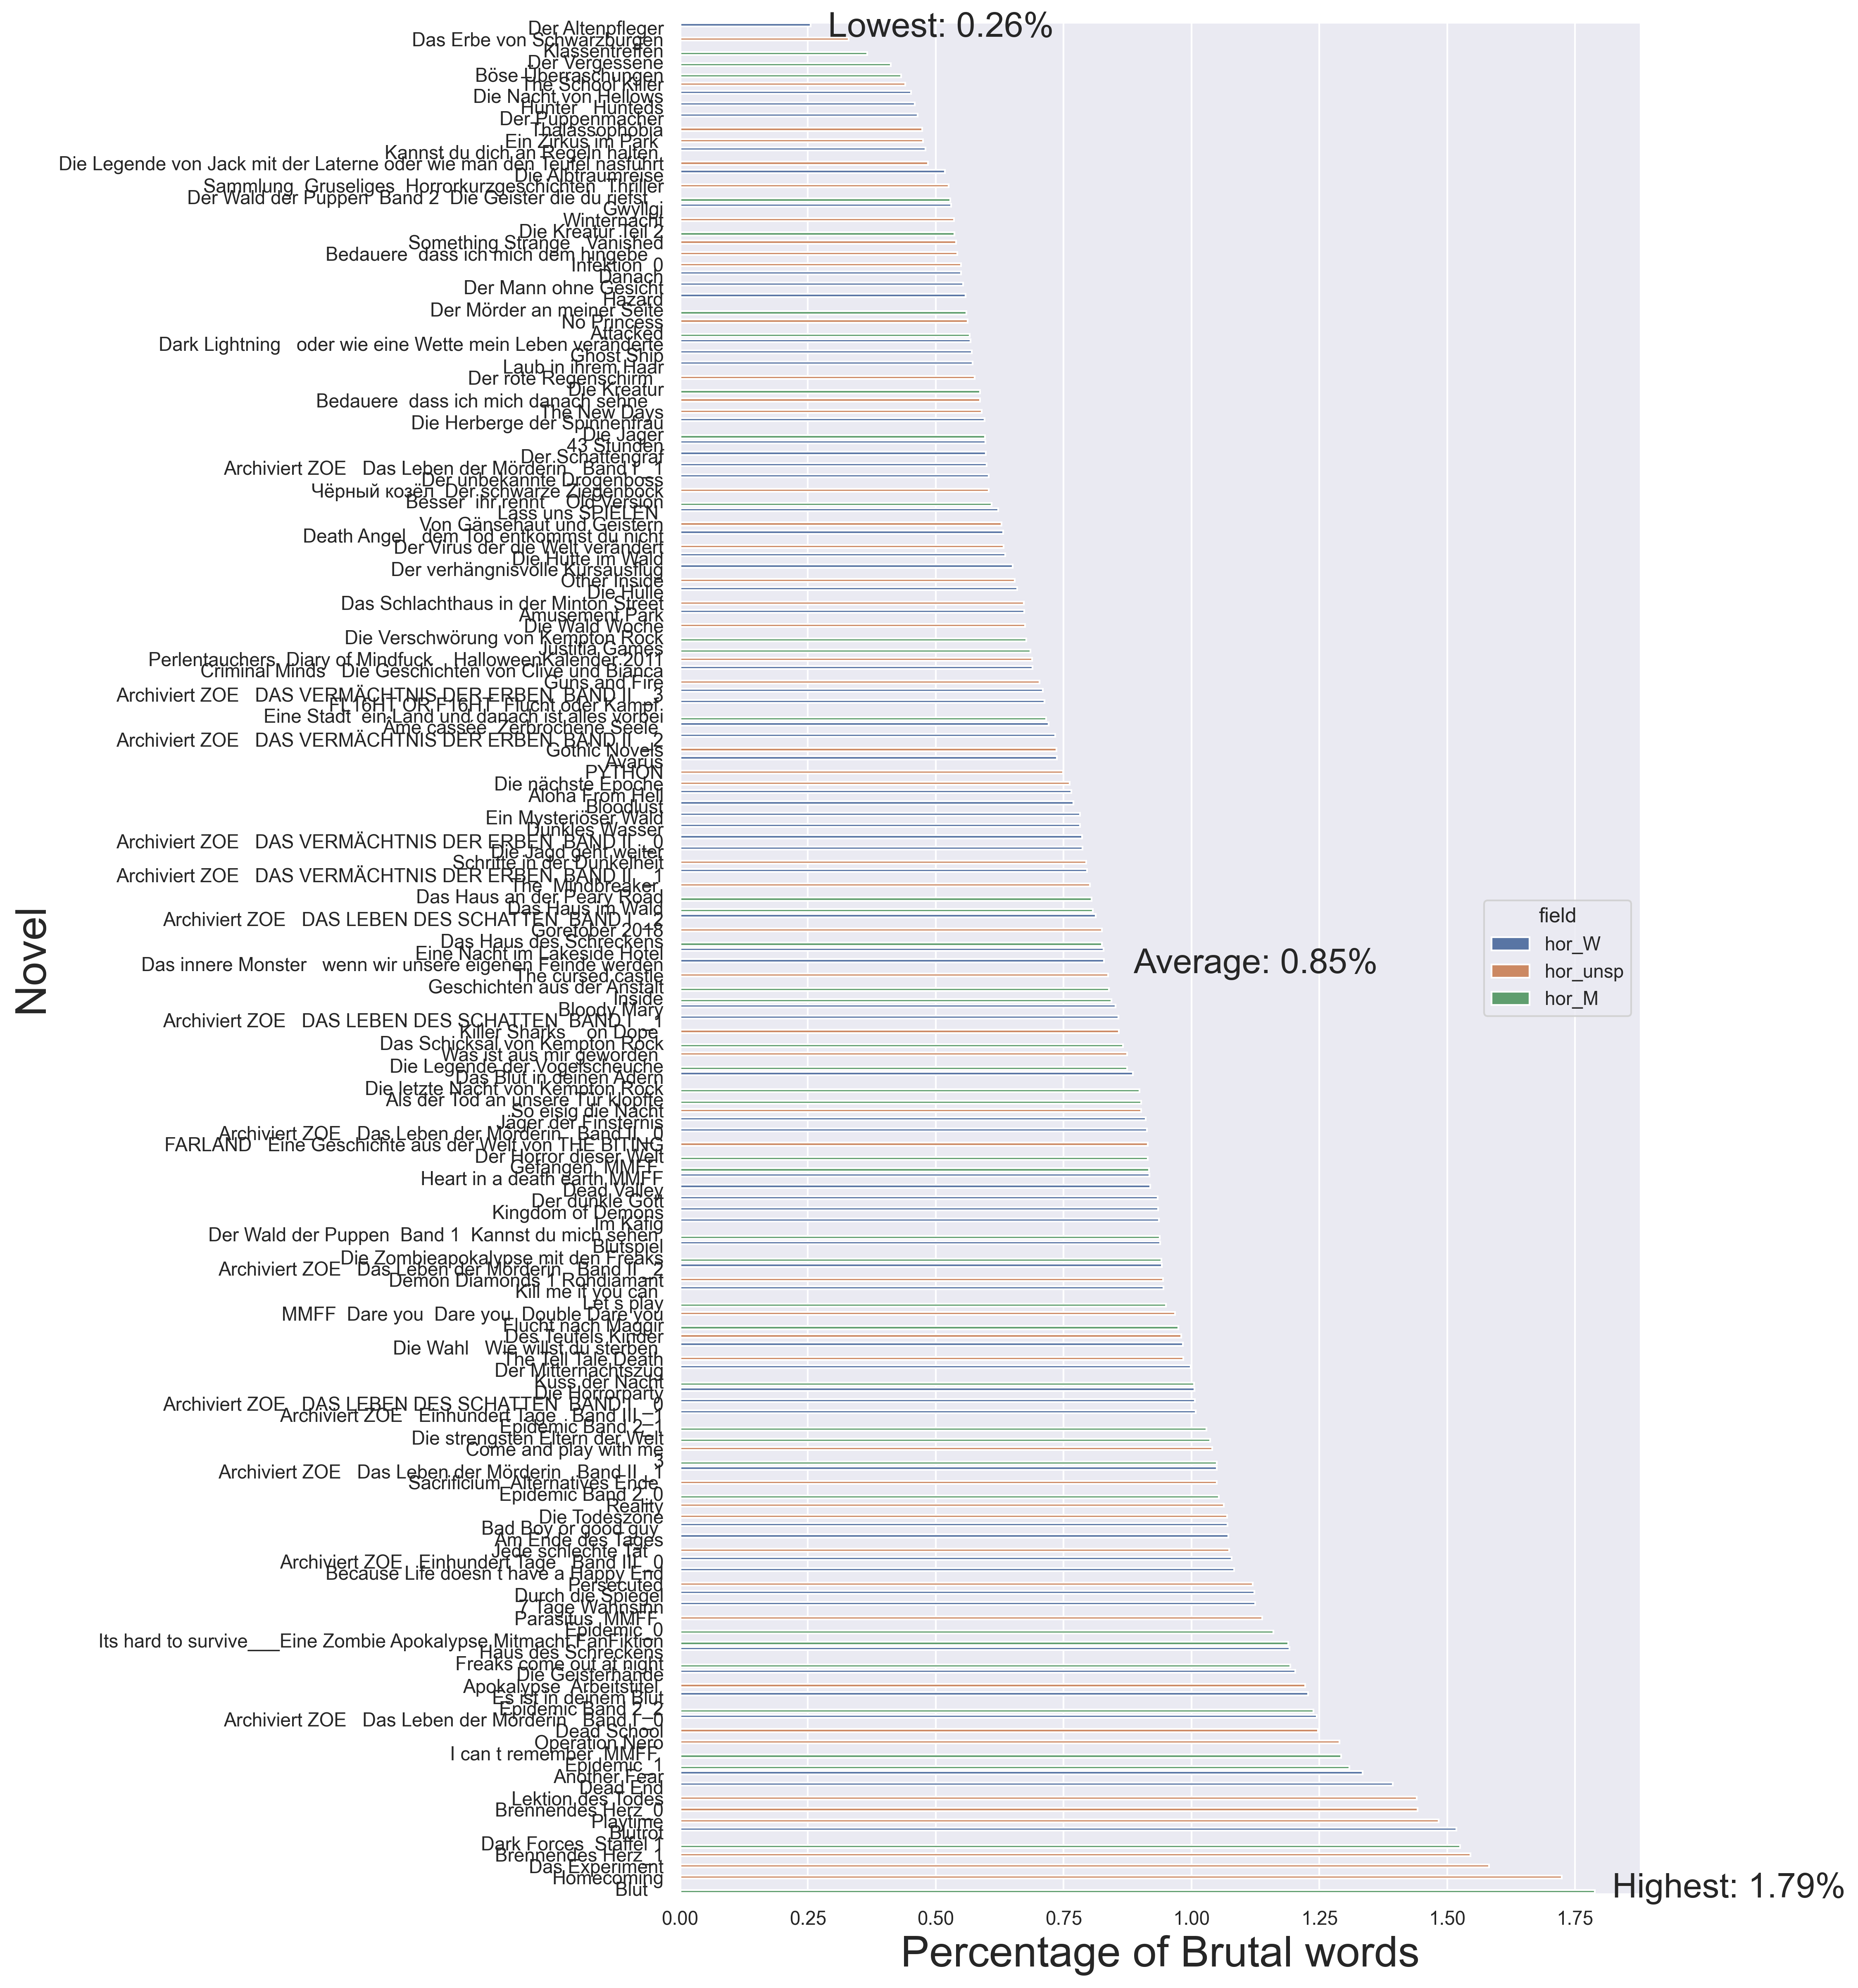 Der Altenpfleger
Lowest: 0.26%
Das Erbe von Schwarzburgen
Klassentreffen
Der Vergessene
Böse Überraschungen
The School Killer
Die Nacht von Hellows
Hunter   Hunteds
Der Puppenmacher
Thalassophobia
Ein Zirkus im Park
Kannst du dich an Regeln halten
Die Legende von Jack mit der Laterne oder wie man den Teufel nasführt
Die Albtraumreise
Sammlung  Gruseliges  Horrorkurzgeschichten  Thriller
Der Wald der Puppen  Band 2  Die Geister die du riefst
Gwyllgi
Winternacht
Die Kreatur Teil 2
Something Strange   Vanished
Bedauere  dass ich mich dem hingebe
Infektion_0
Danach
Der Mann ohne Gesicht
Hazard
Der Mörder an meiner Seite
No Princess
Attacked
Dark Lightning   oder wie eine Wette mein Leben veränderte
Ghost Ship
Laub in ihrem Haar
Der rote Regenschirm
Die Kreatur
Bedauere  dass ich mich danach sehne
The New Days
Die Herberge der Spinnenfrau
Die Jäger
43 Stunden
Der Schattengraf
Archiviert ZOE   Das Leben der Mörderin   Band I _1
Der unbekannte Drogenboss
Чёрный козёл  Der schwarze Ziegenbock
Besser  ihr rennt    Old Version
Lass uns SPIELEN
Von Gänsehaut und Geistern
Death Angel   dem Tod entkommst du nicht
Der Virus der die Welt verändert
Die Hütte im Wald
Der verhängnisvolle Kursausflug
Other Inside
Die Hülle
Das Schlachthaus in der Minton Street
Amusement Park
Die Wald Woche
Die Verschwörung von Kempton Rock
Justitia Games
Perlentauchers  Diary of Mindfuck    HalloweenKalender 2011
Criminal Minds   Die Geschichten von Clive und Bianca
Guns and Fire
Archiviert ZOE   DAS VERMÄCHTNIS DER ERBEN  BAND II _3
FL16HT OR F16HT  Flucht oder Kampf
Eine Stadt  ein Land und danach ist alles vorbei
Âme cassée  Zerbrochene Seele
Archiviert ZOE   DAS VERMÄCHTNIS DER ERBEN  BAND II _2
Gothic Novels
Avarus
PYTHON
Die nächste Epoche
Aloha From Hell
Bloodlust
Ein Mysteriöser Wald
Dunkles Wasser
Archiviert ZOE   DAS VERMÄCHTNIS DER ERBEN  BAND II _0
Die Jagd geht weiter
Schritte in der Dunkelheit
Archiviert ZOE   DAS VERMÄCHTNIS DER ERBEN  BAND II _1
The  Mindbreaker
Das Haus an der Peary Road
Das Haus im Wald
Archiviert ZOE   DAS LEBEN DES SCHATTEN  BAND I _2
Goretober 2018
Das Haus des Schreckens
Eine Nacht im Lakeside Hotel
Das innere Monster   wenn wir unsere eigenen Feinde werden
The cursed castle
Geschichten aus der Anstalt
Inside
Bloody Mary
Archiviert ZOE   DAS LEBEN DES SCHATTEN  BAND I _1
Killer Sharks    on Dope
Das Schicksal von Kempton Rock
Was ist aus mir geworden
Die Legende der Vogelscheuche
Das Blut in deinen Adern
Die letzte Nacht von Kempton Rock
Als der Tod an unsere Tür klopfte
So eisig die Nacht
Jäger der Finsternis
Archiviert ZOE   Das Leben der Mörderin   Band II _0
FARLAND   Eine Geschichte aus der Welt von THE BITING
Der Horror dieser Welt
Gefangen  MMFF
Heart in a death earth MMFF
Dead Valley
Der dunkle Gott
Kingdom of Demons
Im Käfig
Der Wald der Puppen  Band 1  Kannst du mich sehen
Blutspiel
Die Zombieapokalypse mit den Freaks
Archiviert ZOE   Das Leben der Mörderin   Band II _2
Demon Diamonds 1 Rohdiamant
Kill me if you can
Let s play
MMFF  Dare you  Dare you  Double Dare you
Flucht nach Maggir
Des Teufels Kinder
Die Wahl   Wie willst du sterben
The Tell Tale Death
Der Mitternachtszug
Kuss der Nacht
Die Horrorparty
Archiviert ZOE   DAS LEBEN DES SCHATTEN  BAND I _0
Archiviert ZOE   Einhundert Tage   Band III _1
Epidemic Band 2_1
Die strengsten Eltern der Welt
Come and play with me
3
Archiviert ZOE   Das Leben der Mörderin   Band II _1
Sacrificium  Alternatives Ende
Epidemic Band 2_0
Reality
Die Todeszone
Bad Boy or good guy
Am Ende des Tages
Jede schlechte Tat
Archiviert ZOE   Einhundert Tage   Band III _0
Because Life doesn t have a Happy End
Persecuted
Durch die Spiegel
7 Tage Wahnsinn
Parasitus  MMFF
Epidemic_0
Its hard to survive___Eine Zombie Apokalypse Mitmacht FanFiktion
Haus des Schreckens
Freaks come out at night
Die Geisterhände
Apokalypse  Arbeitstitel
Es ist in deinem Blut
Epidemic Band 2_2
Archiviert ZOE   Das Leben der Mörderin   Band I _0
Dead School
Operation Nero
I can t remember  MMFF
Epidemic_1
Another Fear
Dead End
Lektion des Todes
Brennendes Herz_0
Playtime
Blutrot
Dark Forces  Staffel 1
Brennendes Herz_1
Das Experiment
Homecoming
Blut
Novel
Average: 0.85%
field
hor_W
hor_unsp
hor_M
Highest: 1.79%
0.00 0.25 0.50 0.75 1.00 1.25 1.50 1.75
Percentage of Brutal words